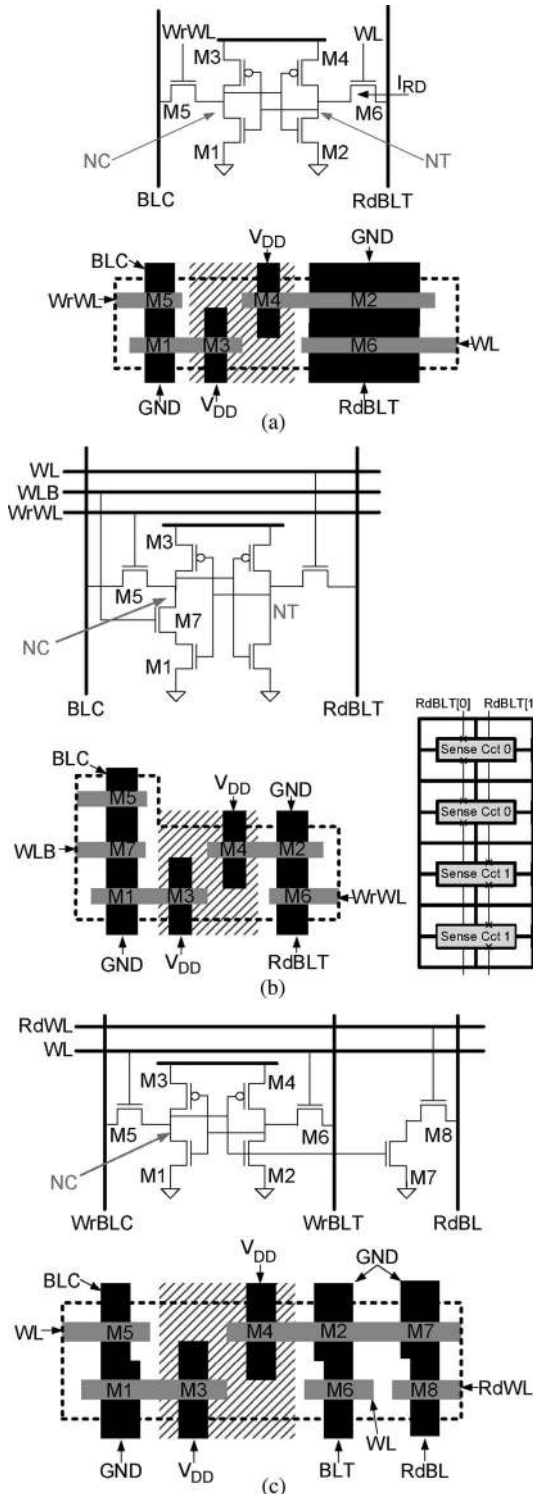 WrWL WL
M3 M4
I_RD
M5 M6
NC M1 M2 NT
BLC RdBLT
V_DD GND
BLC
WrWL M5 M4 M2
M1 M3 M6 WL
GND V_DD RdBLT
(a)
WL
WLB
WrWL
M3
M5
M7 NT
NC
M1
BLC RdBLT
RdBLT[0] RdBLT[1
Sense Cct 0
Sense Cct 0
Sense Cct 1
Sense Cct 1
BLC
V_DD GND
M5
WLB M7 M4 M2
M1 M3 M6 WrWL
GND V_DD RdBLT
(b)
RdWL
WL
M3 M4
M5 M6 M8
NC M1 M2 M7
WrBLC WrBLT RdBL
V_DD GND
BLC
WL M5 M4 M2 M7
M1 M3 M6 M8 RdWL
WL
GND V_DD BLT RdBL
(c)